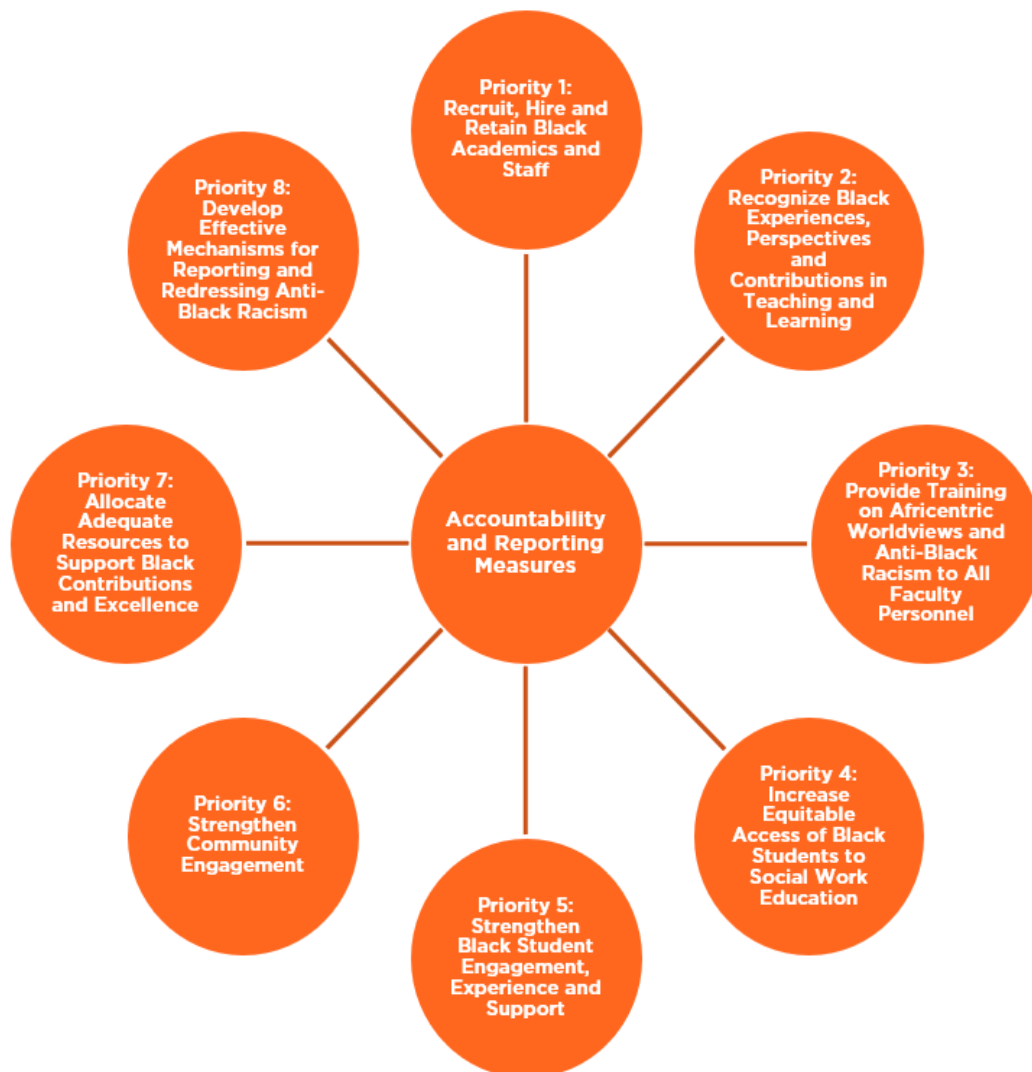 Priority 1:
Recruit, Hire and
Retain Black
Academics and
Staff
Priority 2:
Recognize Black
Experiences,
Perspectives
and
Contributions in
Teaching and
Learning
Priority 3:
Provide Training
on Africentric
Worldviews and
Anti-Black
Racism to All
Faculty
Personnel
Priority 4:
Increase
Equitable
Access of Black
Students to
Social Work
Education
Priority 5:
Strengthen
Black Student
Engagement,
Experience and
Support
Priority 6:
Strengthen
Community
Engagement
Priority 7:
Allocate
Adequate
Resources to
Support Black
Contributions
and Excellence
Priority 8:
Develop
Effective
Mechanisms for
Reporting and
Redressing Anti-
Black Racism
Accountability
and Reporting
Measures